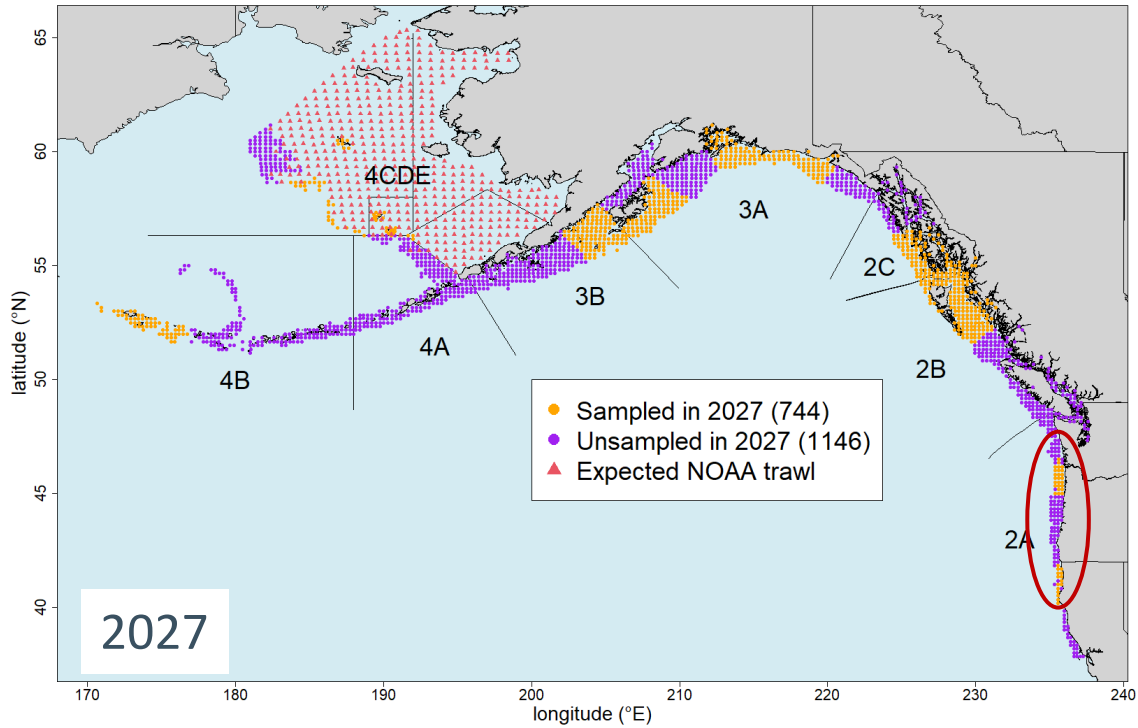 65
60
55
50
45
40
latitude (°N)
4CDE
3A
2C
3B
4A
4B
2B
2A
Sampled in 2027 (744)
Unsampled in 2027 (1146)
Expected NOAA trawl
2027
170
180
190
200
210
220
230
240
longitude (°E)